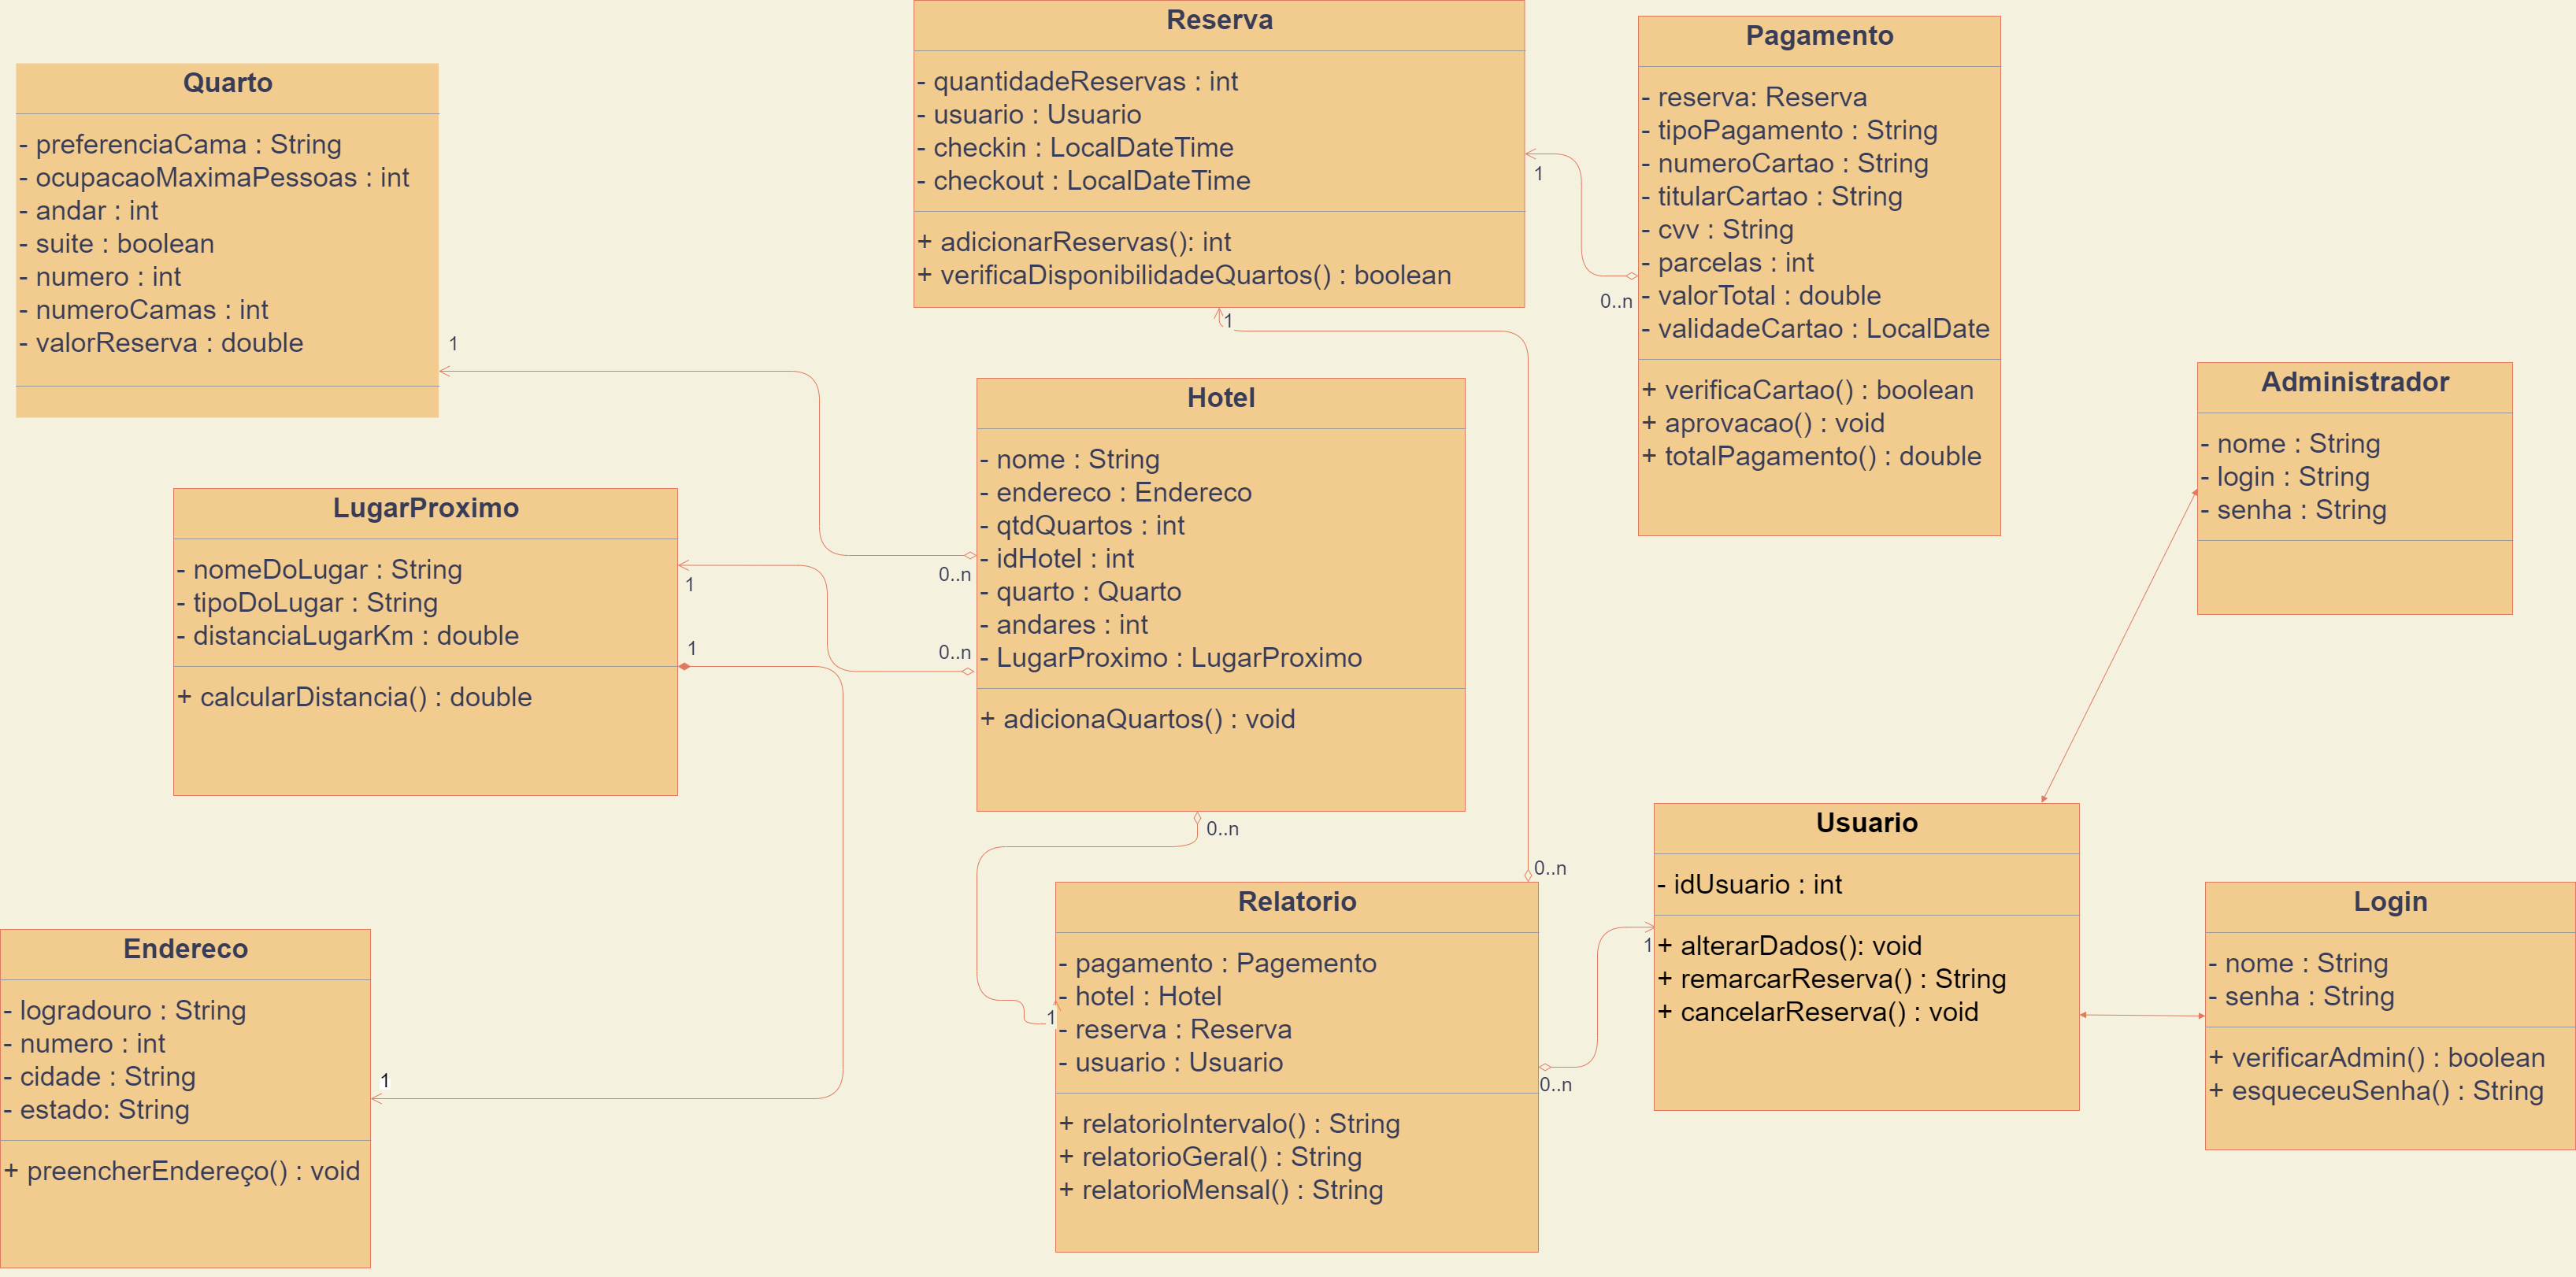 Quarto
- preferenciaCama : String
- ocupacaoMaximaPessoas : int
- andar : int
- suite : boolean
- numero : int
- numeroCamas : int
- valorReserva : double
1
Reserva
- quantidadeReservas : int
- usuario : Usuario
- checkin : LocalDateTime
- checkout : LocalDateTime
+ adicionarReservas(): int
+ verificaDisponibilidadeQuartos() : boolean
1
1
Pagamento
- reserva: Reserva
- tipoPagamento : String
- numeroCartao : String
- titularCartao : String
- cvv : String
- parcelas : int
- valorTotal : double
- validadeCartao : LocalDate
+ verificaCartao() : boolean
+ aprovacao() : void
+ totalPagamento() : double
0..n
Hotel
- nome : String
- endereco : Endereco
- qtdQuartos : int
- idHotel : int
- quarto : Quarto
- andares : int
- LugarProximo : LugarProximo
+ adicionaQuartos() : void
0..n
0..n
0..n
Administrador
- nome : String
- login : String
- senha : String
LugarProximo
- nomeDoLugar : String
- tipoDoLugar : String
- distanciaLugarKm : double
+ calcularDistancia() : double
1
1
Endereco
- logradouro : String
- numero : int
- cidade : String
- estado: String
+ preencherEndereço() : void
1
Relatorio
- pagamento : Pagemento
- hotel : Hotel
- reserva : Reserva
- usuario : Usuario
+ relatorioIntervalo() : String
+ relatorioGeral() : String
+ relatorioMensal() : String
1
0..n
0..n
Usuario
- idUsuario : int
+ alterarDados(): void
+ remarcarReserva() : String
+ cancelarReserva() : void
1
Login
- nome : String
- senha : String
+ verificarAdmin() : boolean
+ esqueceuSenha() : String